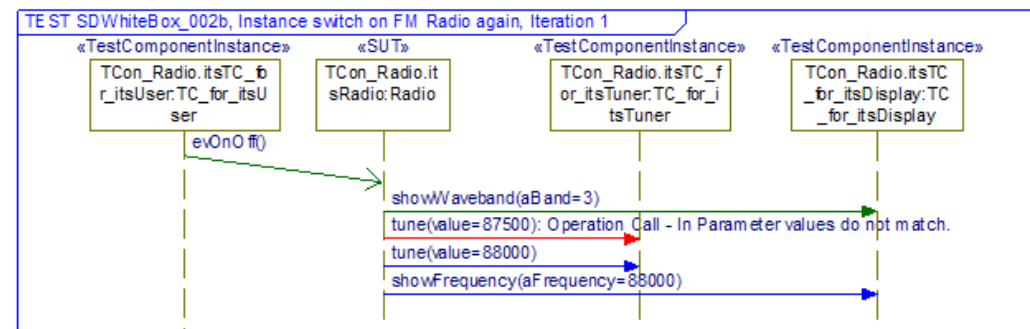 TEST SDWhiteBox_002b, Instance switch on FM Radio again, Iteration 1
«TestComponentInstance» «SUT» «TestComponentInstance» «TestComponentInstance»
TCon_Radio.itsTC_fo TCon_Radio.it TCon_Radio.itsTC_f TCon_Radio.itsTC
r_itsUser:TC_for_itsU sRadio:Radio or_itsTuner:TC_for_i _for_itsDisplay:TC
ser tsTuner _for_itsDisplay
evOnOff()
showWaveband(aBand=3)
tune(value=87500): Operation Call - In Parameter values do not match.
tune(value=88000)
showFrequency(aFrequency=88000)